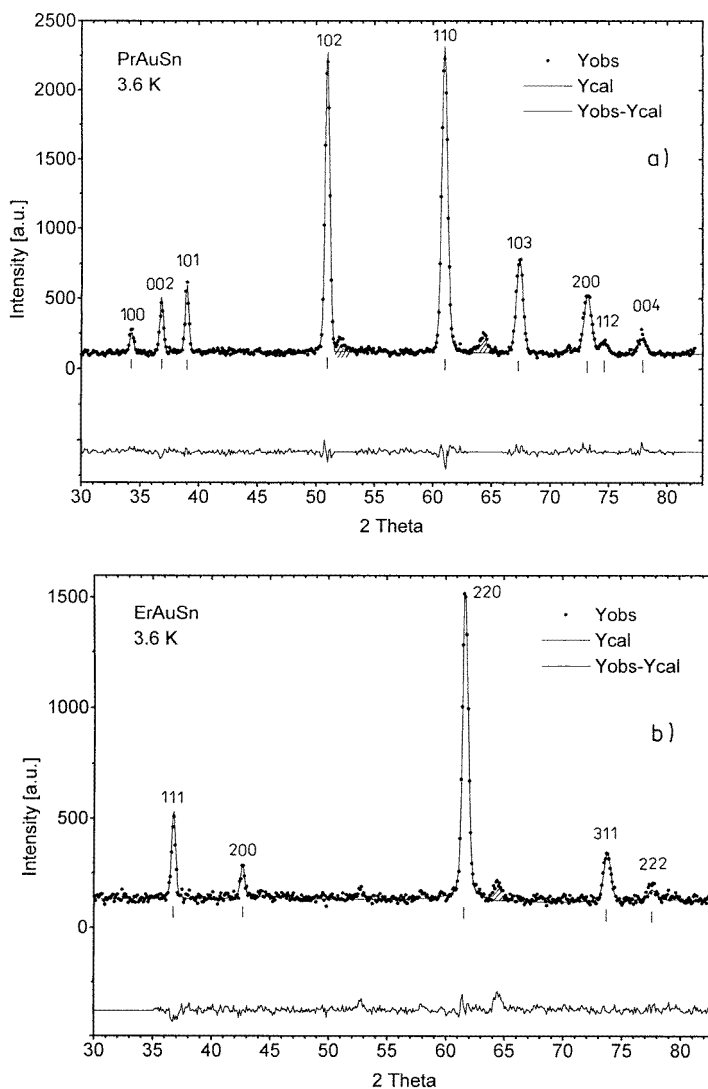 2500
PrAuSn
3.6 K
102
110
Yobs
Ycal
Yobs-Ycal
a)
2000
1500
1000
500
0
Intensity [a.u.]
100
002
101
103
200
112
004
30 35 40 45 50 55 60 65 70 75 80
2 Theta
1500
ErAuSn
3.6 K
220
Yobs
Ycal
Yobs-Ycal
b)
1000
500
0
Intensity [a.u.]
111
200
311
222
30 35 40 45 50 55 60 65 70 75 80
2 Theta